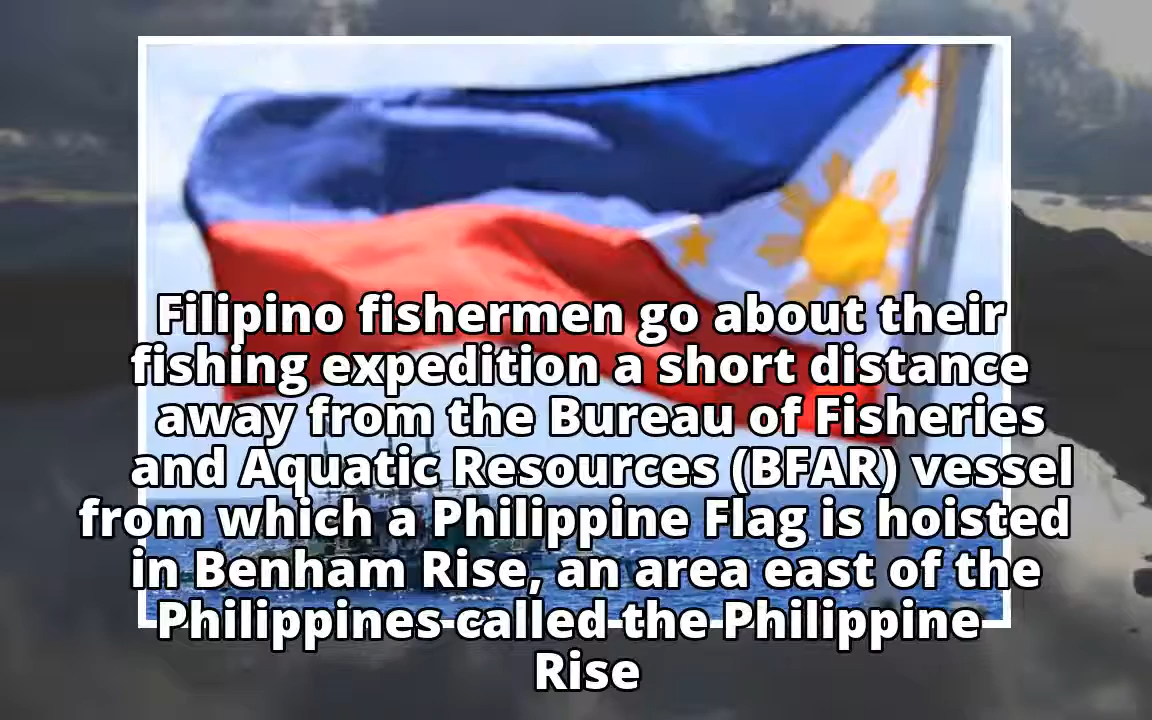 Filipino fishermen go about their
fishing expedition a short distance
away from the Bureau of Fisheries
and Aquatic Resources (BFAR) vessel
from which a Philippine Flag is hoisted
in Benham Rise, an area east of the
Philippines called the Philippine
Rise